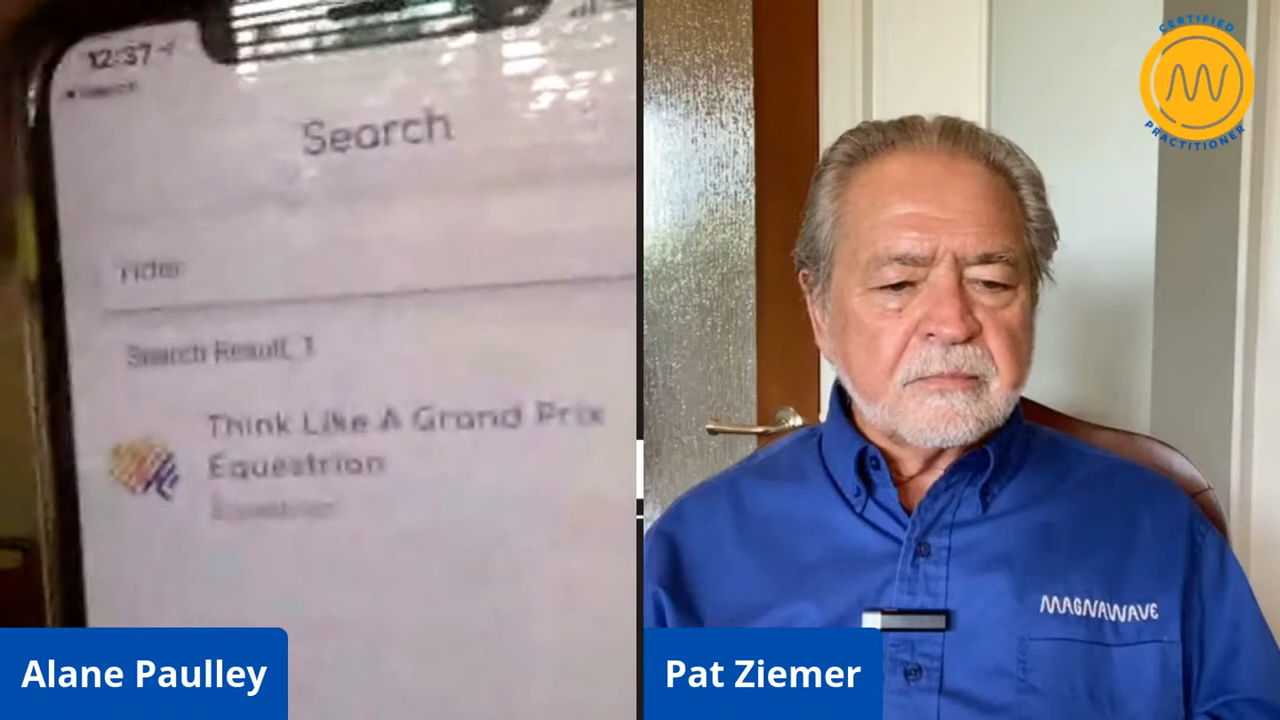 12:37
Search
rider
Search Result: 1
Think Like A Grand Prix
Equestrian
Equestrian
Alane Paulley
CERTIFIED
PRACTITIONER
MAGNAWAVE
Pat Ziemer